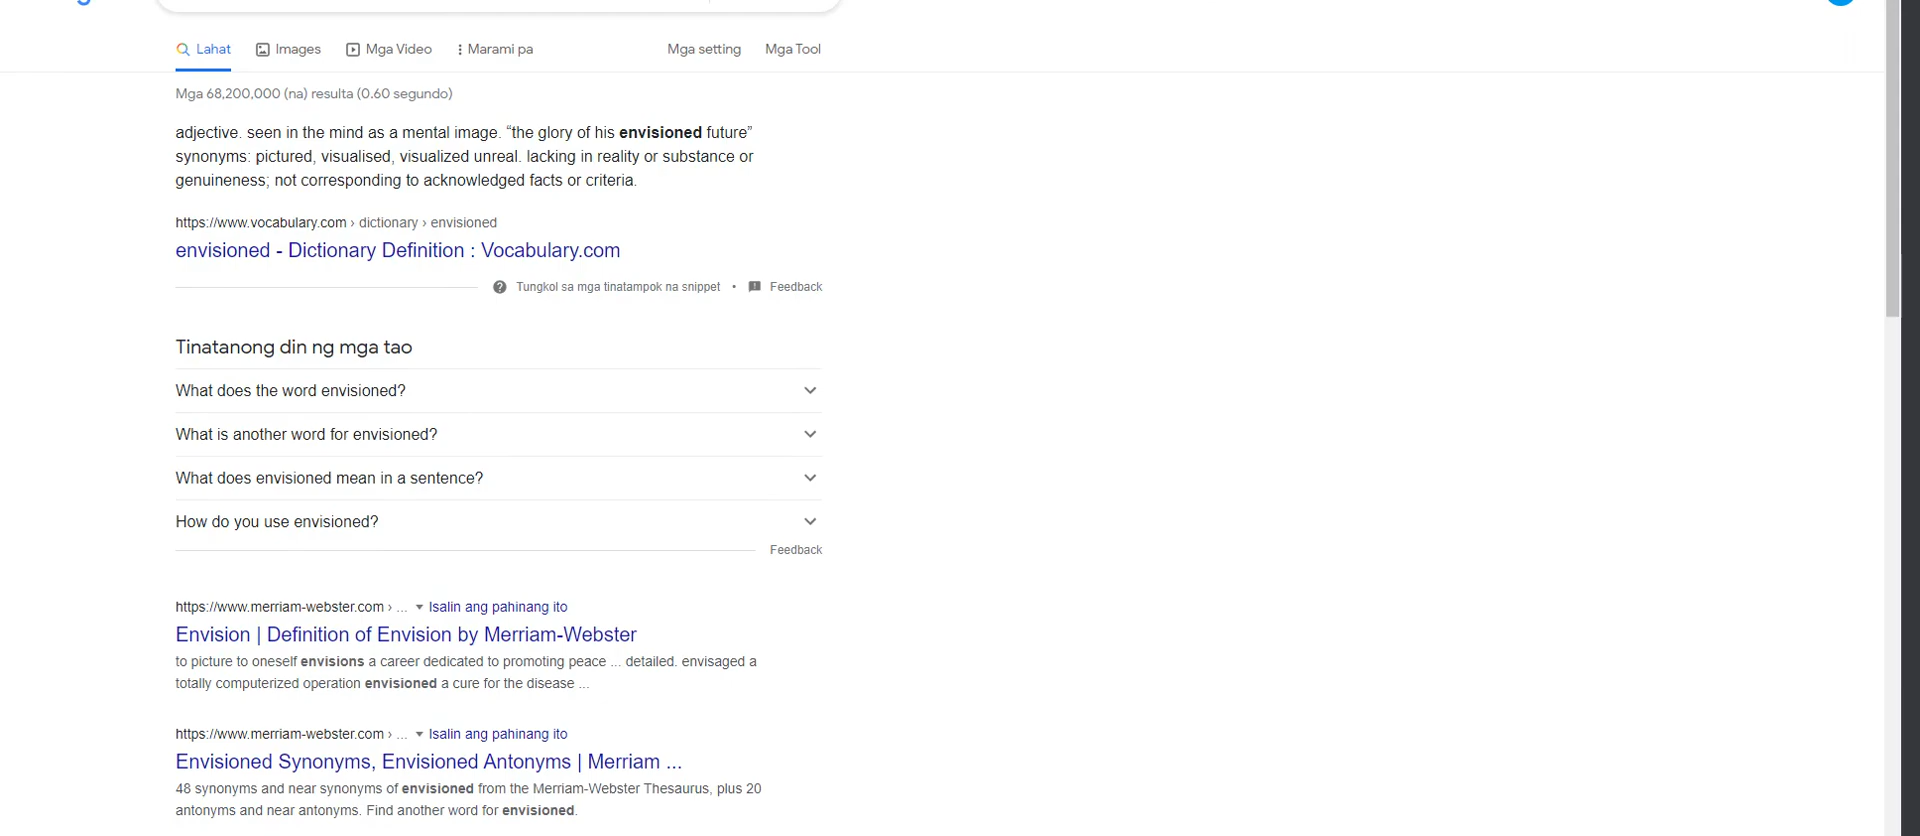 Lahat Images Mga Video Marami pa Mga setting Mga Tool
Mga 68,200,000 (na) resulta (0.60 segundo)
adjective. seen in the mind as a mental image. “the glory of his envisioned future”
synonyms: pictured, visualised, visualized unreal. lacking in reality or substance or
genuineness; not corresponding to acknowledged facts or criteria.
https://www.vocabulary.com › dictionary › envisioned
envisioned - Dictionary Definition : Vocabulary.com
Tungkol sa mga tinatampok na snippet • Feedback
Tinatanong din ng mga tao
What does the word envisioned?
What is another word for envisioned?
What does envisioned mean in a sentence?
How do you use envisioned?
Feedback
https://www.merriam-webster.com › ... Isalin ang pahinang ito
Envision | Definition of Envision by Merriam-Webster
to picture to oneself envisions a career dedicated to promoting peace ... detailed. envisaged a
totally computerized operation envisioned a cure for the disease ...
https://www.merriam-webster.com › ... Isalin ang pahinang ito
Envisioned Synonyms, Envisioned Antonyms | Merriam ...
48 synonyms and near synonyms of envisioned from the Merriam-Webster Thesaurus, plus 20
antonyms and near antonyms. Find another word for envisioned.